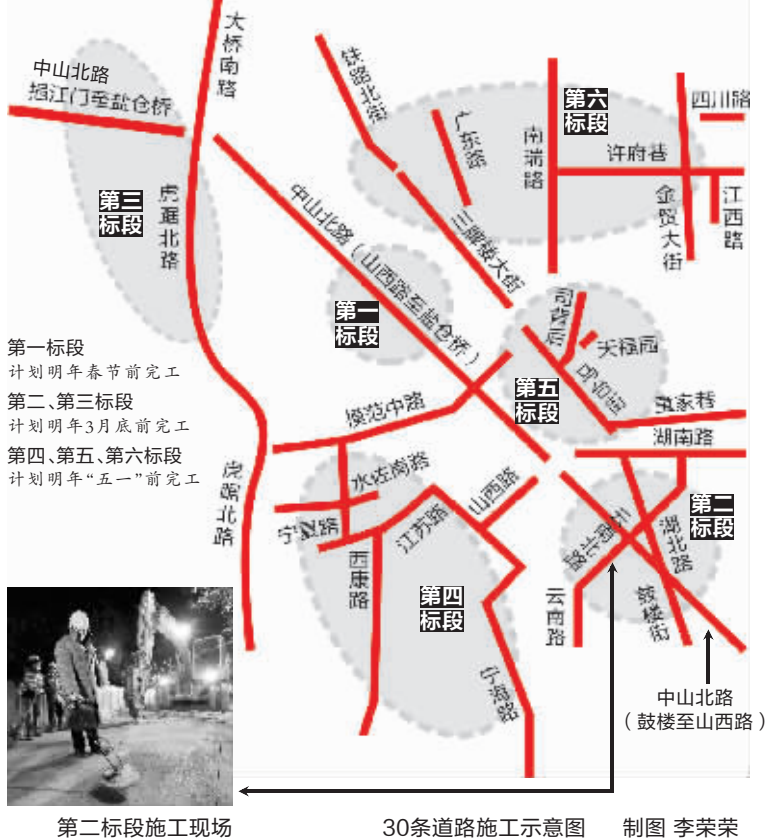 大桥南路
中山北路
挹江门至盐仓桥
铁路北街
第六
标段
四川路
南瑞路
许府巷
第三
标段
虎踞北路
中山北路（山西路至盐仓桥）
三牌楼大街
金贸大街
江西路
第一
标段
第一标段
计划明年春节前完工
第二、第三标段
计划明年3月底前完工
第四、第五、第六标段
计划明年“五一”前完工
天福园
第五
标段
模范中路
湖南路
虎踞北路
水佐岗路
山西路
江苏路
第二
标段
湖北路
西康路
第四
标段
云南路
鼓楼街
宁海路
中山北路
（鼓楼至山西路）
第二标段施工现场
30条道路施工示意图
制图 李荣荣